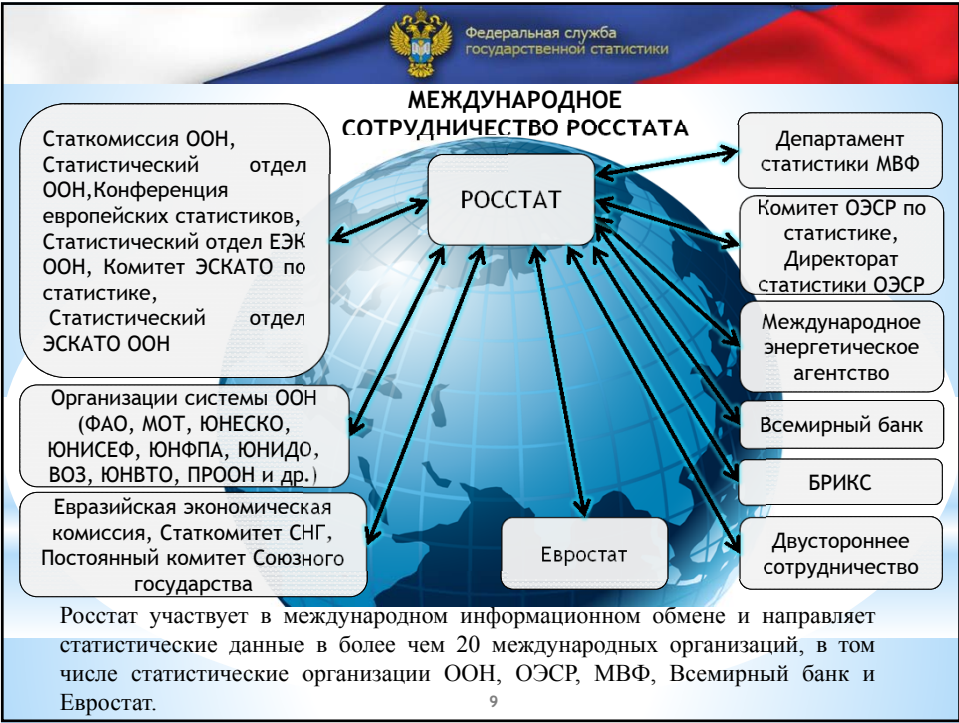 Федеральная служба
государственной статистики
МЕЖДУНАРОДНОЕ
СОТРУДНИЧЕСТВО РОССТАТА
Статкомиссия ООН,
Статистический отдел
ООН,Конференция
европейских статистиков,
Статистический отдел ЕЭК
ООН, Комитет ЭСКАТО по
статистике,
Статистический отдел
ЭСКАТО ООН
Организации системы ООН
(ФАО, МОТ, ЮНЕСКО,
ЮНИСЕФ, ЮНФПА, ЮНИДО,
ВОЗ, ЮНВТО, ПРООН и др.)
Евразийская экономическая
комиссия, Статкомитет СНГ,
Постоянный комитет Союзного
государства
РОССТАТ
Евростат
Департамент
статистики МВФ
Комитет ОЭСР по
статистике,
Директорат
статистики ОЭСР
Международное
энергетическое
агентство
Всемирный банк
БРИКС
Двустороннее
сотрудничество
Росстат участвует в международном информационном обмене и направляет
статистические данные в более чем 20 международных организаций, в том
числе статистические организации ООН, ОЭСР, МВФ, Всемирный банк и
Евростат.
9